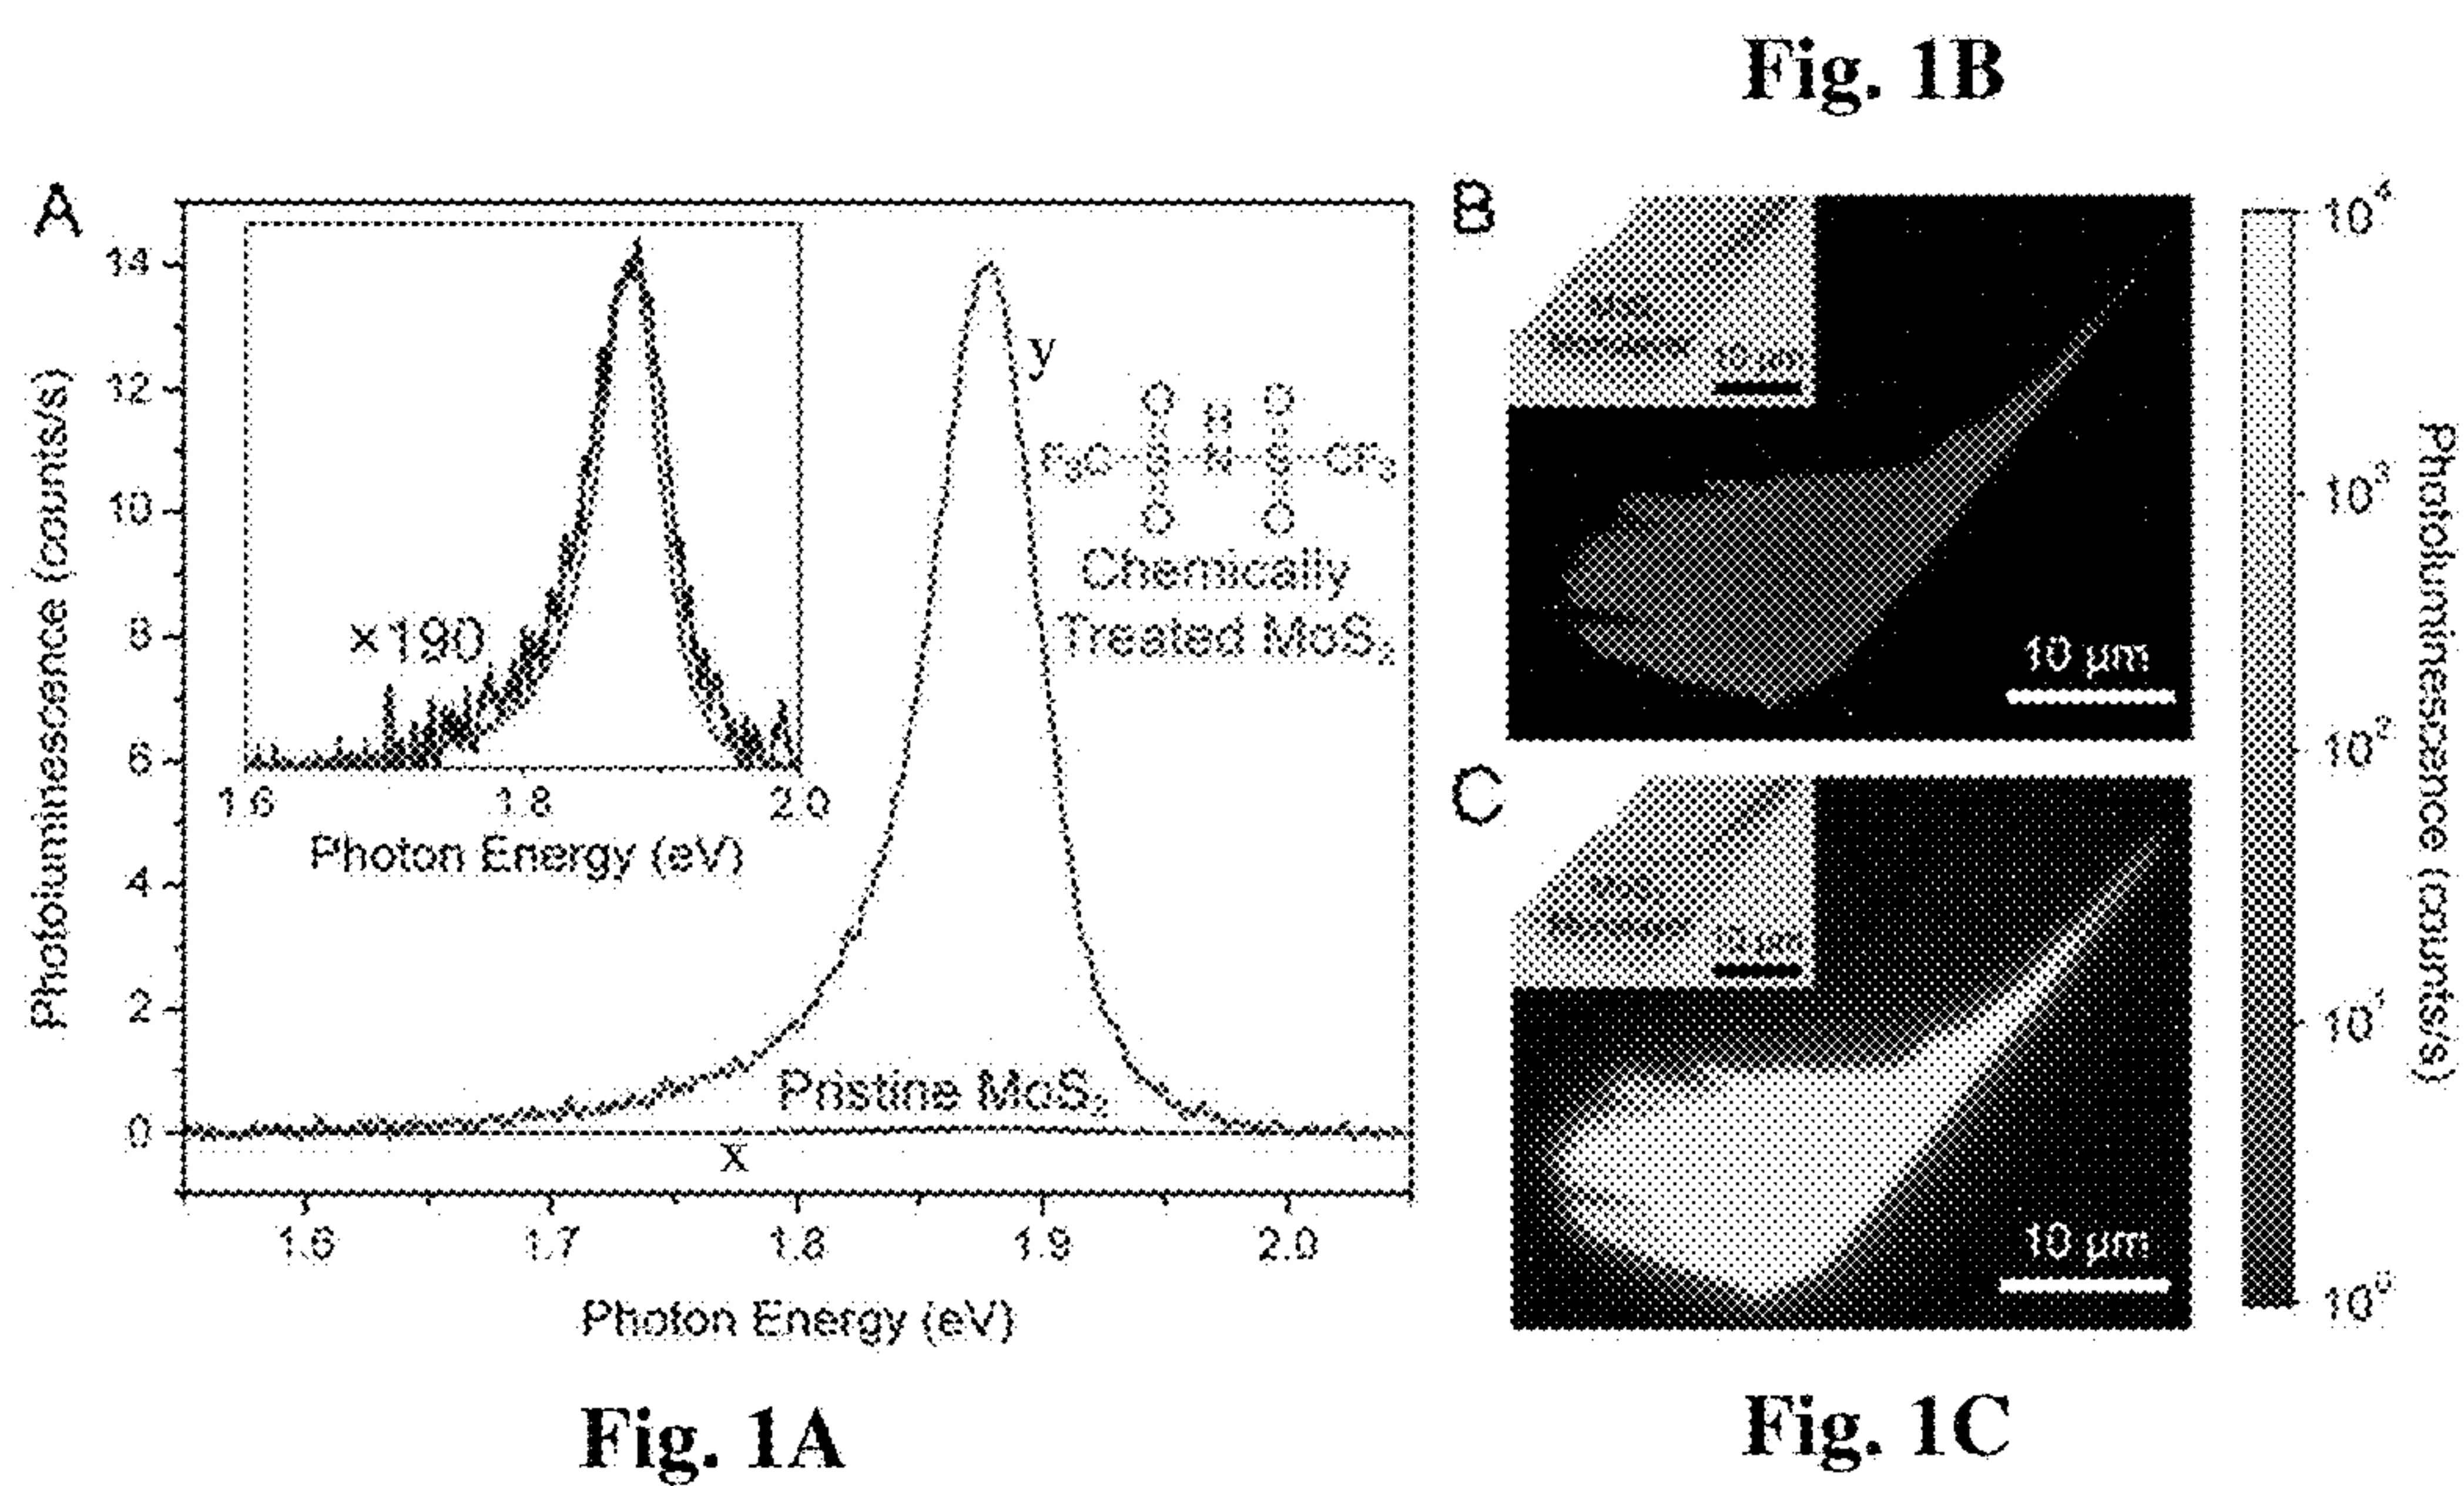 Fig. 1B
A
14
12
10
8
6
4
2
0
Photoluminescence (counts/s)
×190
1.6 1.8 2.0
Photon Energy (eV)
y
O H O
F₃C S N S CF₃
O O
Chemically
Treated MoS₂
Pristine MoS₂
x
1.6 1.7 1.8 1.9 2.0
Photon Energy (eV)
Fig. 1A
B
10 µm
C
10 µm
10⁴
10³
10²
10¹
10⁰
Photoluminescence (counts/s)
Fig. 1C